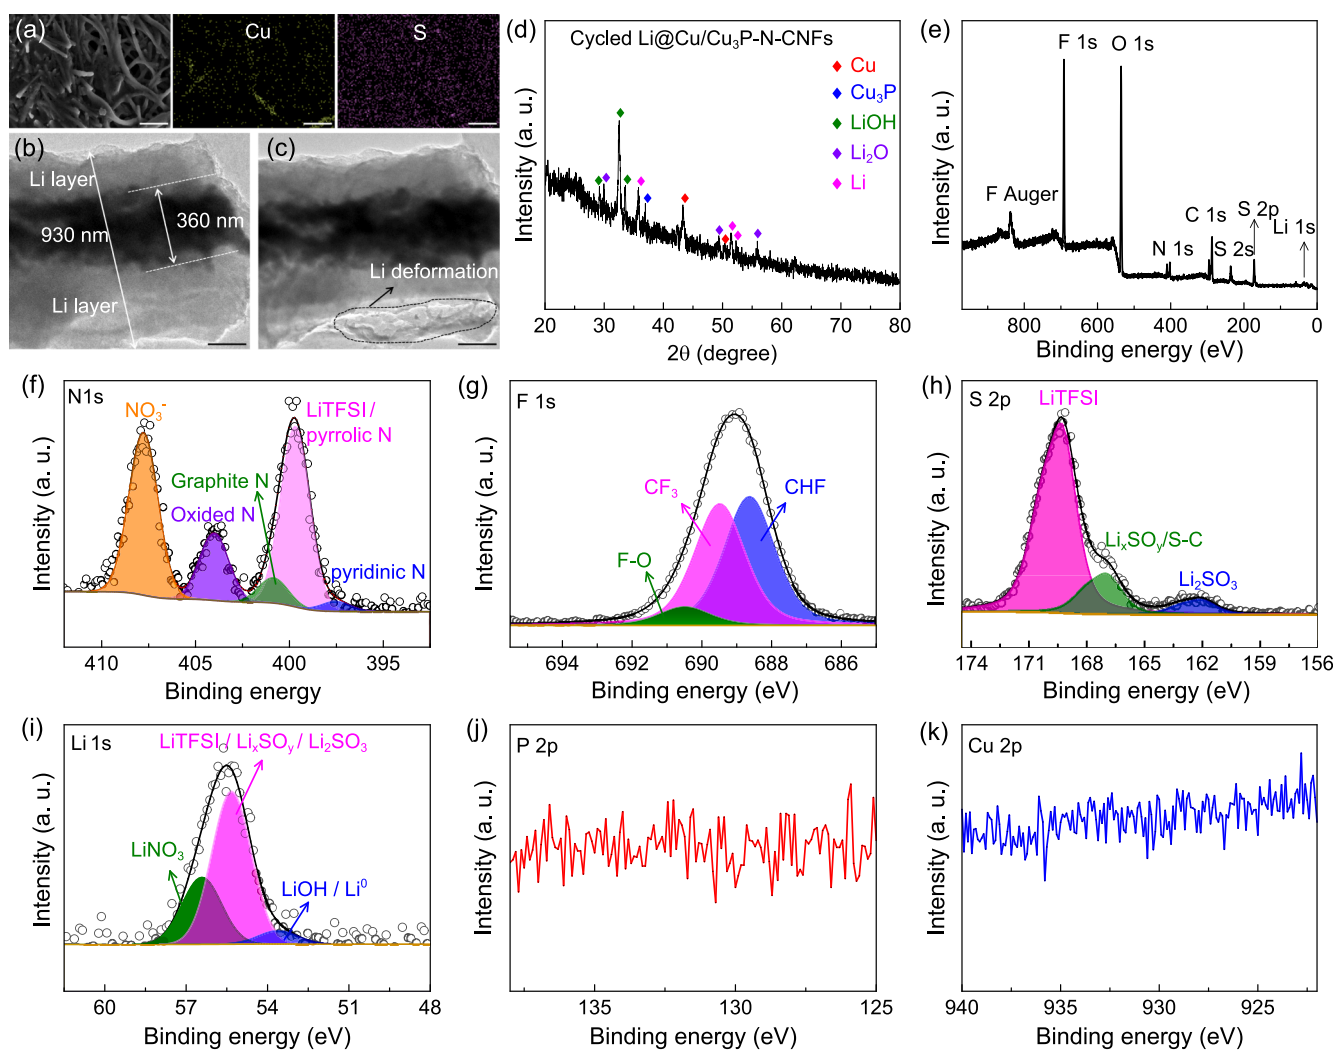 (a)
Cu
S
(b)
Li layer
930 nm
360 nm
Li layer
(c)
Li deformation
(d)
Cycled Li@Cu/Cu₃P-N-CNFs
Cu
Cu₃P
LiOH
Li₂O
Li
Intensity (a. u.)
20 30 40 50 60 70 80
2θ (degree)
(e)
F 1s
O 1s
F Auger
N 1s
C 1s
S 2s
S 2p
Li 1s
Intensity (a. u.)
800 600 400 200 0
Binding energy (eV)
(f)
N1s
NO₃⁻
LiTFSI /
pyrrolic N
Graphite N
Oxided N
pyridinic N
Intensity (a. u.)
410 405 400 395
Binding energy
(g)
F 1s
CF₃
CHF
F-O
Intensity (a. u.)
694 692 690 688 686
Binding energy (eV)
(h)
S 2p
LiTFSI
LiₓSOᵧ/S-C
Li₂SO₃
Intensity (a. u.)
174 171 168 165 162 159 156
Binding energy (eV)
(i)
Li 1s
LiTFSI / LiₓSOᵧ / Li₂SO₃
LiNO₃
LiOH / Li⁰
Intensity (a. u.)
60 57 54 51 48
Binding energy (eV)
(j)
P 2p
Intensity (a. u.)
135 130 125
Binding energy (eV)
(k)
Cu 2p
Intensity (a. u.)
940 935 930 925
Binding energy (eV)